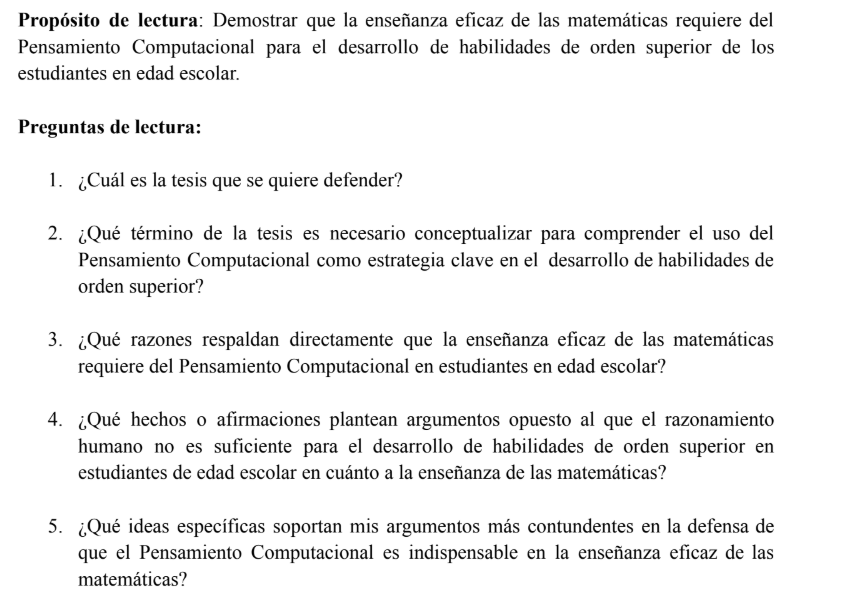 Propósito de lectura: Demostrar que la enseñanza eficaz de las matemáticas requiere del
Pensamiento Computacional para el desarrollo de habilidades de orden superior de los
estudiantes en edad escolar.
Preguntas de lectura:
1. ¿Cuál es la tesis que se quiere defender?
2. ¿Qué término de la tesis es necesario conceptualizar para comprender el uso del
Pensamiento Computacional como estrategia clave en el desarrollo de habilidades de
orden superior?
3. ¿Qué razones respaldan directamente que la enseñanza eficaz de las matemáticas
requiere del Pensamiento Computacional en estudiantes en edad escolar?
4. ¿Qué hechos o afirmaciones plantean argumentos opuesto al que el razonamiento
humano no es suficiente para el desarrollo de habilidades de orden superior en
estudiantes de edad escolar en cuánto a la enseñanza de las matemáticas?
5. ¿Qué ideas específicas soportan mis argumentos más contundentes en la defensa de
que el Pensamiento Computacional es indispensable en la enseñanza eficaz de las
matemáticas?